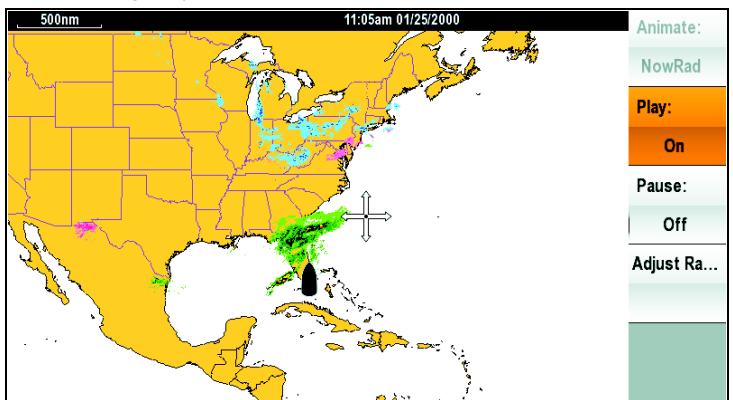 500nm
11:05am 01/25/2000
Animate:
NowRad
Play:
On
Pause:
Off
Adjust Ra...